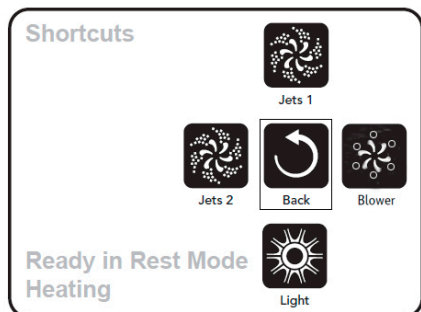 Shortcuts
Jets 1
Jets 2 Back Blower
Ready in Rest Mode
Heating
Light